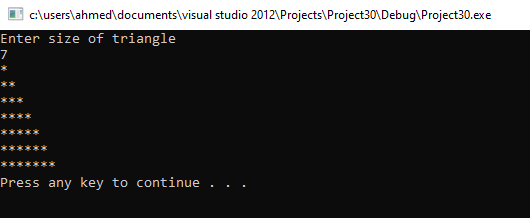 c:\users\ahmed\documents\visual studio 2012\Projects\Project30\Debug\Project30.exe
Enter size of triangle
7
*
**
***
****
*****
******
*******
Press any key to continue . . .